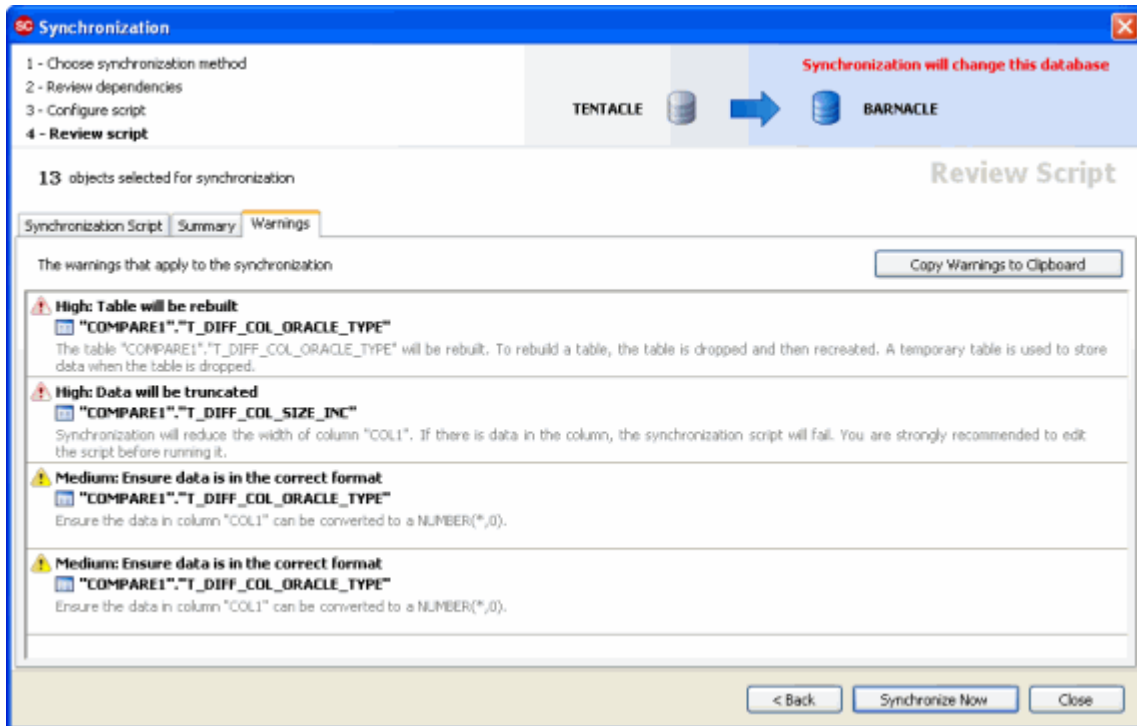 SC Synchronization
1 - Choose synchronization method
2 - Review dependencies
3 - Configure script
4 - Review script
Synchronization will change this database
TENTACLE
BARNACLE
13 objects selected for synchronization
Review Script
Synchronization Script
Summary
Warnings
The warnings that apply to the synchronization
Copy Warnings to Clipboard
High: Table will be rebuilt
"COMPARE1"."T_DIFF_COL_ORACLE_TYPE"
The table "COMPARE1"."T_DIFF_COL_ORACLE_TYPE" will be rebuilt. To rebuild a table, the table is dropped and then recreated. A temporary table is used to store
data when the table is dropped.
High: Data will be truncated
"COMPARE1"."T_DIFF_COL_SIZE_INC"
Synchronization will reduce the width of column "COL1". If there is data in the column, the synchronization script will fail. You are strongly recommended to edit
the script before running it.
Medium: Ensure data is in the correct format
"COMPARE1"."T_DIFF_COL_ORACLE_TYPE"
Ensure the data in column "COL1" can be converted to a NUMBER(*,0).
Medium: Ensure data is in the correct format
"COMPARE1"."T_DIFF_COL_ORACLE_TYPE"
Ensure the data in column "COL1" can be converted to a NUMBER(*,0).
< Back
Synchronize Now
Close